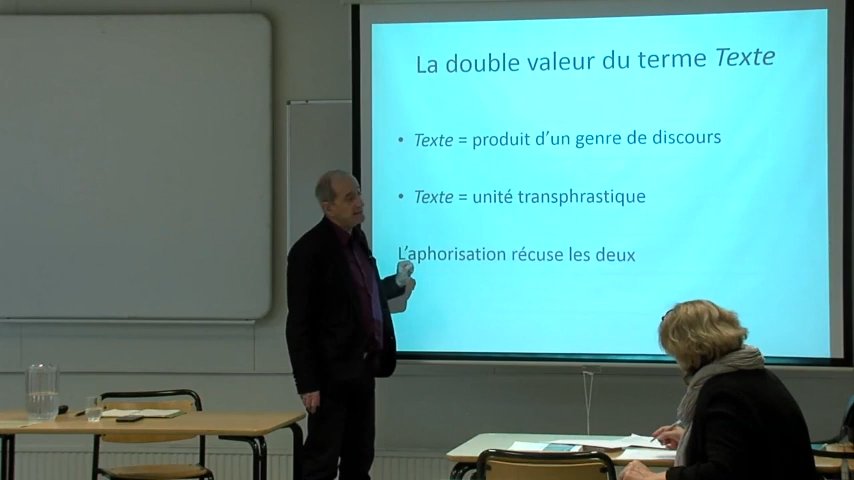 La double valeur du terme Texte
• Texte = produit d'un genre de discours
• Texte = unité transphrastique
L'aphorisation récuse les deux